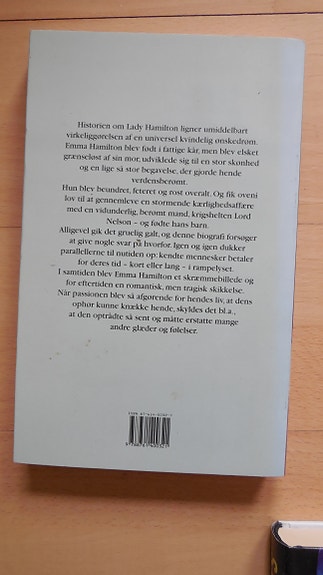 Historien om Lady Hamilton ligner umiddelbart
virkeliggørelsen af en universel kvindelig ønskedrøm.
Emma Hamilton blev født i fattige kår, men blev elsket
grænseløst af sin mor, udviklede sig til en stor skønhed
og en lige så stor begavelse, der gjorde hende
verdensberømt.
Hun blev beundret, feteret og rost overalt. Og fik oveni
lov til at gennemleve en stormende kærlighedsaffære
med en vidunderlig, berømt mand, krigshelten Lord
Nelson – og fødte hans barn.
Alligevel gik det gruelig galt, og denne biografi forsøger
at give nogle svar på hvorfor. Igen og igen dukker
parallellerne til nutiden op: kendte mennesker betaler
for deres tid – kort eller lang – i rampelyset.
I samtiden blev Emma Hamilton et skræmmebillede og
for eftertiden en romantisk, men tragisk skikkelse.
Når passionen blev så afgørende for hendes liv, at dens
ophør kunne knække hende, skyldes det bl.a.,
at den optrådte så sent og måtte erstatte mange
andre glæder og følelser.